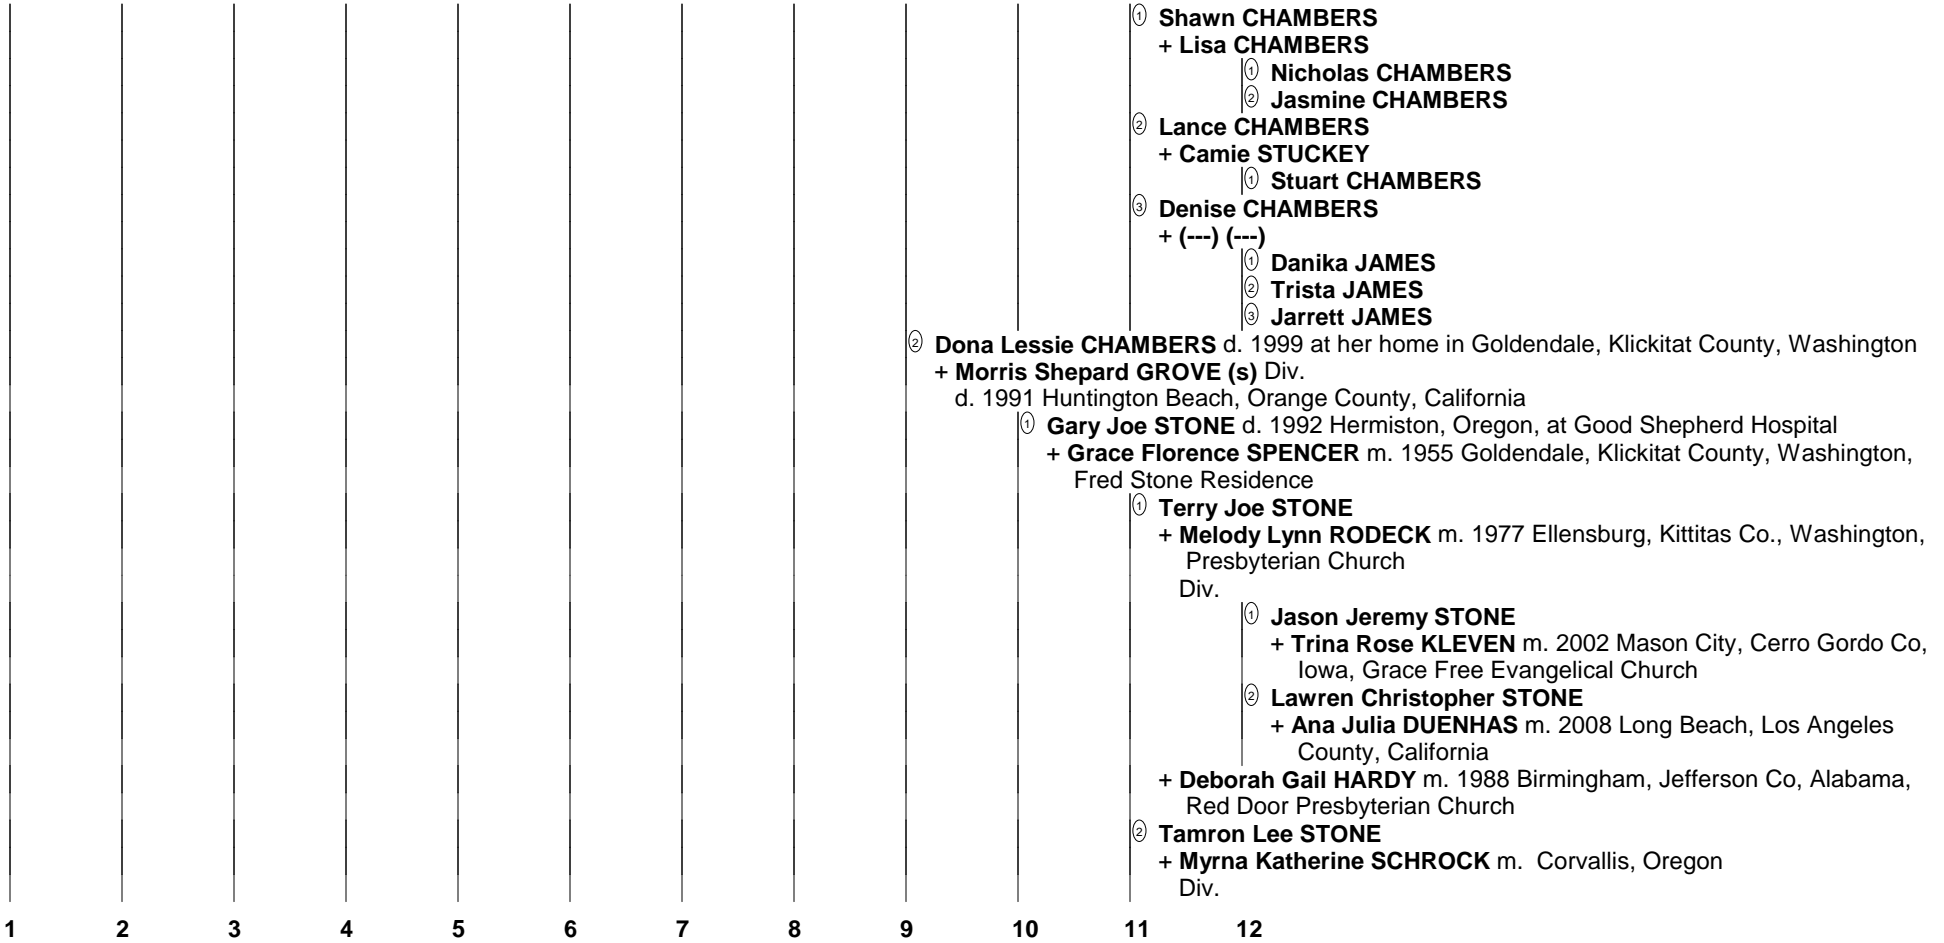 ① Shawn CHAMBERS
+ Lisa CHAMBERS
① Nicholas CHAMBERS
② Jasmine CHAMBERS
② Lance CHAMBERS
+ Camie STUCKEY
① Stuart CHAMBERS
③ Denise CHAMBERS
+ (---) (---)
① Danika JAMES
② Trista JAMES
③ Jarrett JAMES
② Dona Lessie CHAMBERS d. 1999 at her home in Goldendale, Klickitat County, Washington
+ Morris Shepard GROVE (s) Div.
d. 1991 Huntington Beach, Orange County, California
① Gary Joe STONE d. 1992 Hermiston, Oregon, at Good Shepherd Hospital
+ Grace Florence SPENCER m. 1955 Goldendale, Klickitat County, Washington,
Fred Stone Residence
① Terry Joe STONE
+ Melody Lynn RODECK m. 1977 Ellensburg, Kittitas Co., Washington,
Presbyterian Church
Div.
① Jason Jeremy STONE
+ Trina Rose KLEVEN m. 2002 Mason City, Cerro Gordo Co,
Iowa, Grace Free Evangelical Church
② Lawren Christopher STONE
+ Ana Julia DUENHAS m. 2008 Long Beach, Los Angeles
County, California
+ Deborah Gail HARDY m. 1988 Birmingham, Jefferson Co, Alabama,
Red Door Presbyterian Church
② Tamron Lee STONE
+ Myrna Katherine SCHROCK m. Corvallis, Oregon
Div.
1 2 3 4 5 6 7 8 9 10 11 12